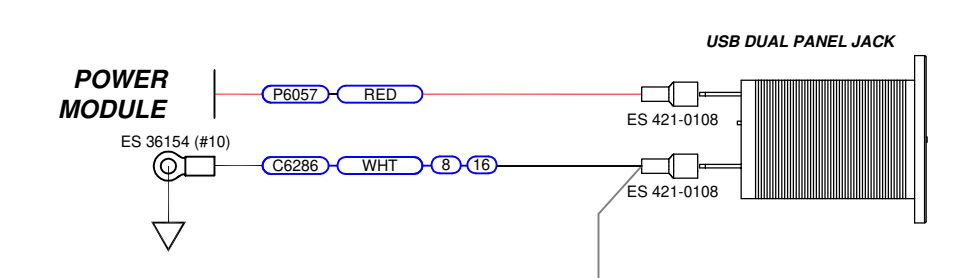 USB DUAL PANEL JACK
POWER
MODULE
P6057 RED
ES 421-0108
ES 36154 (#10)
C6286 WHT 8 16
ES 421-0108